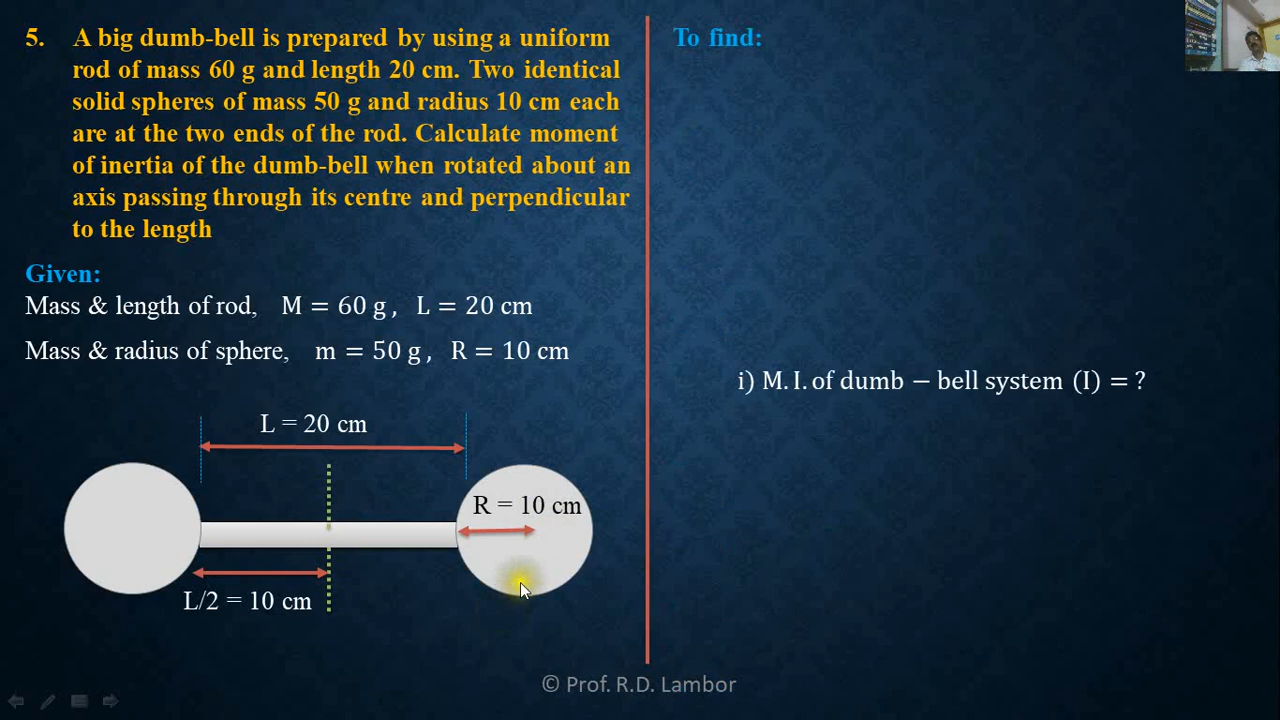 5. A big dumb-bell is prepared by using a uniform
rod of mass 60 g and length 20 cm. Two identical
solid spheres of mass 50 g and radius 10 cm each
are at the two ends of the rod. Calculate moment
of inertia of the dumb-bell when rotated about an
axis passing through its centre and perpendicular
to the length
Given:
Mass & length of rod, M = 60 g , L = 20 cm
Mass & radius of sphere, m = 50 g , R = 10 cm
L = 20 cm
R = 10 cm
L/2 = 10 cm
To find:
i) M. I. of dumb − bell system (I) = ?
© Prof. R.D. Lambor